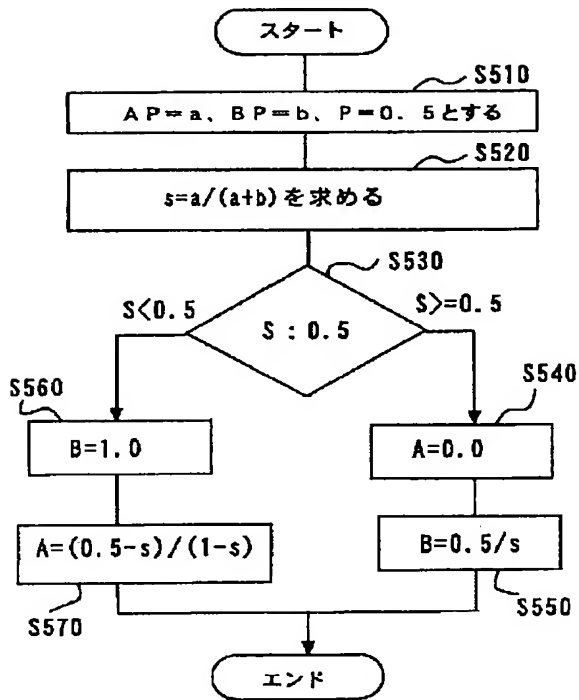 スタート
S510
AP=a、BP=b、P=0.5とする
S520
s=a/(a+b)を求める
S530
S<0.5
S>=0.5
S:0.5
S560
S540
B=1.0
A=0.0
A=(0.5-s)/(1-s)
B=0.5/s
S570
S550
エンド